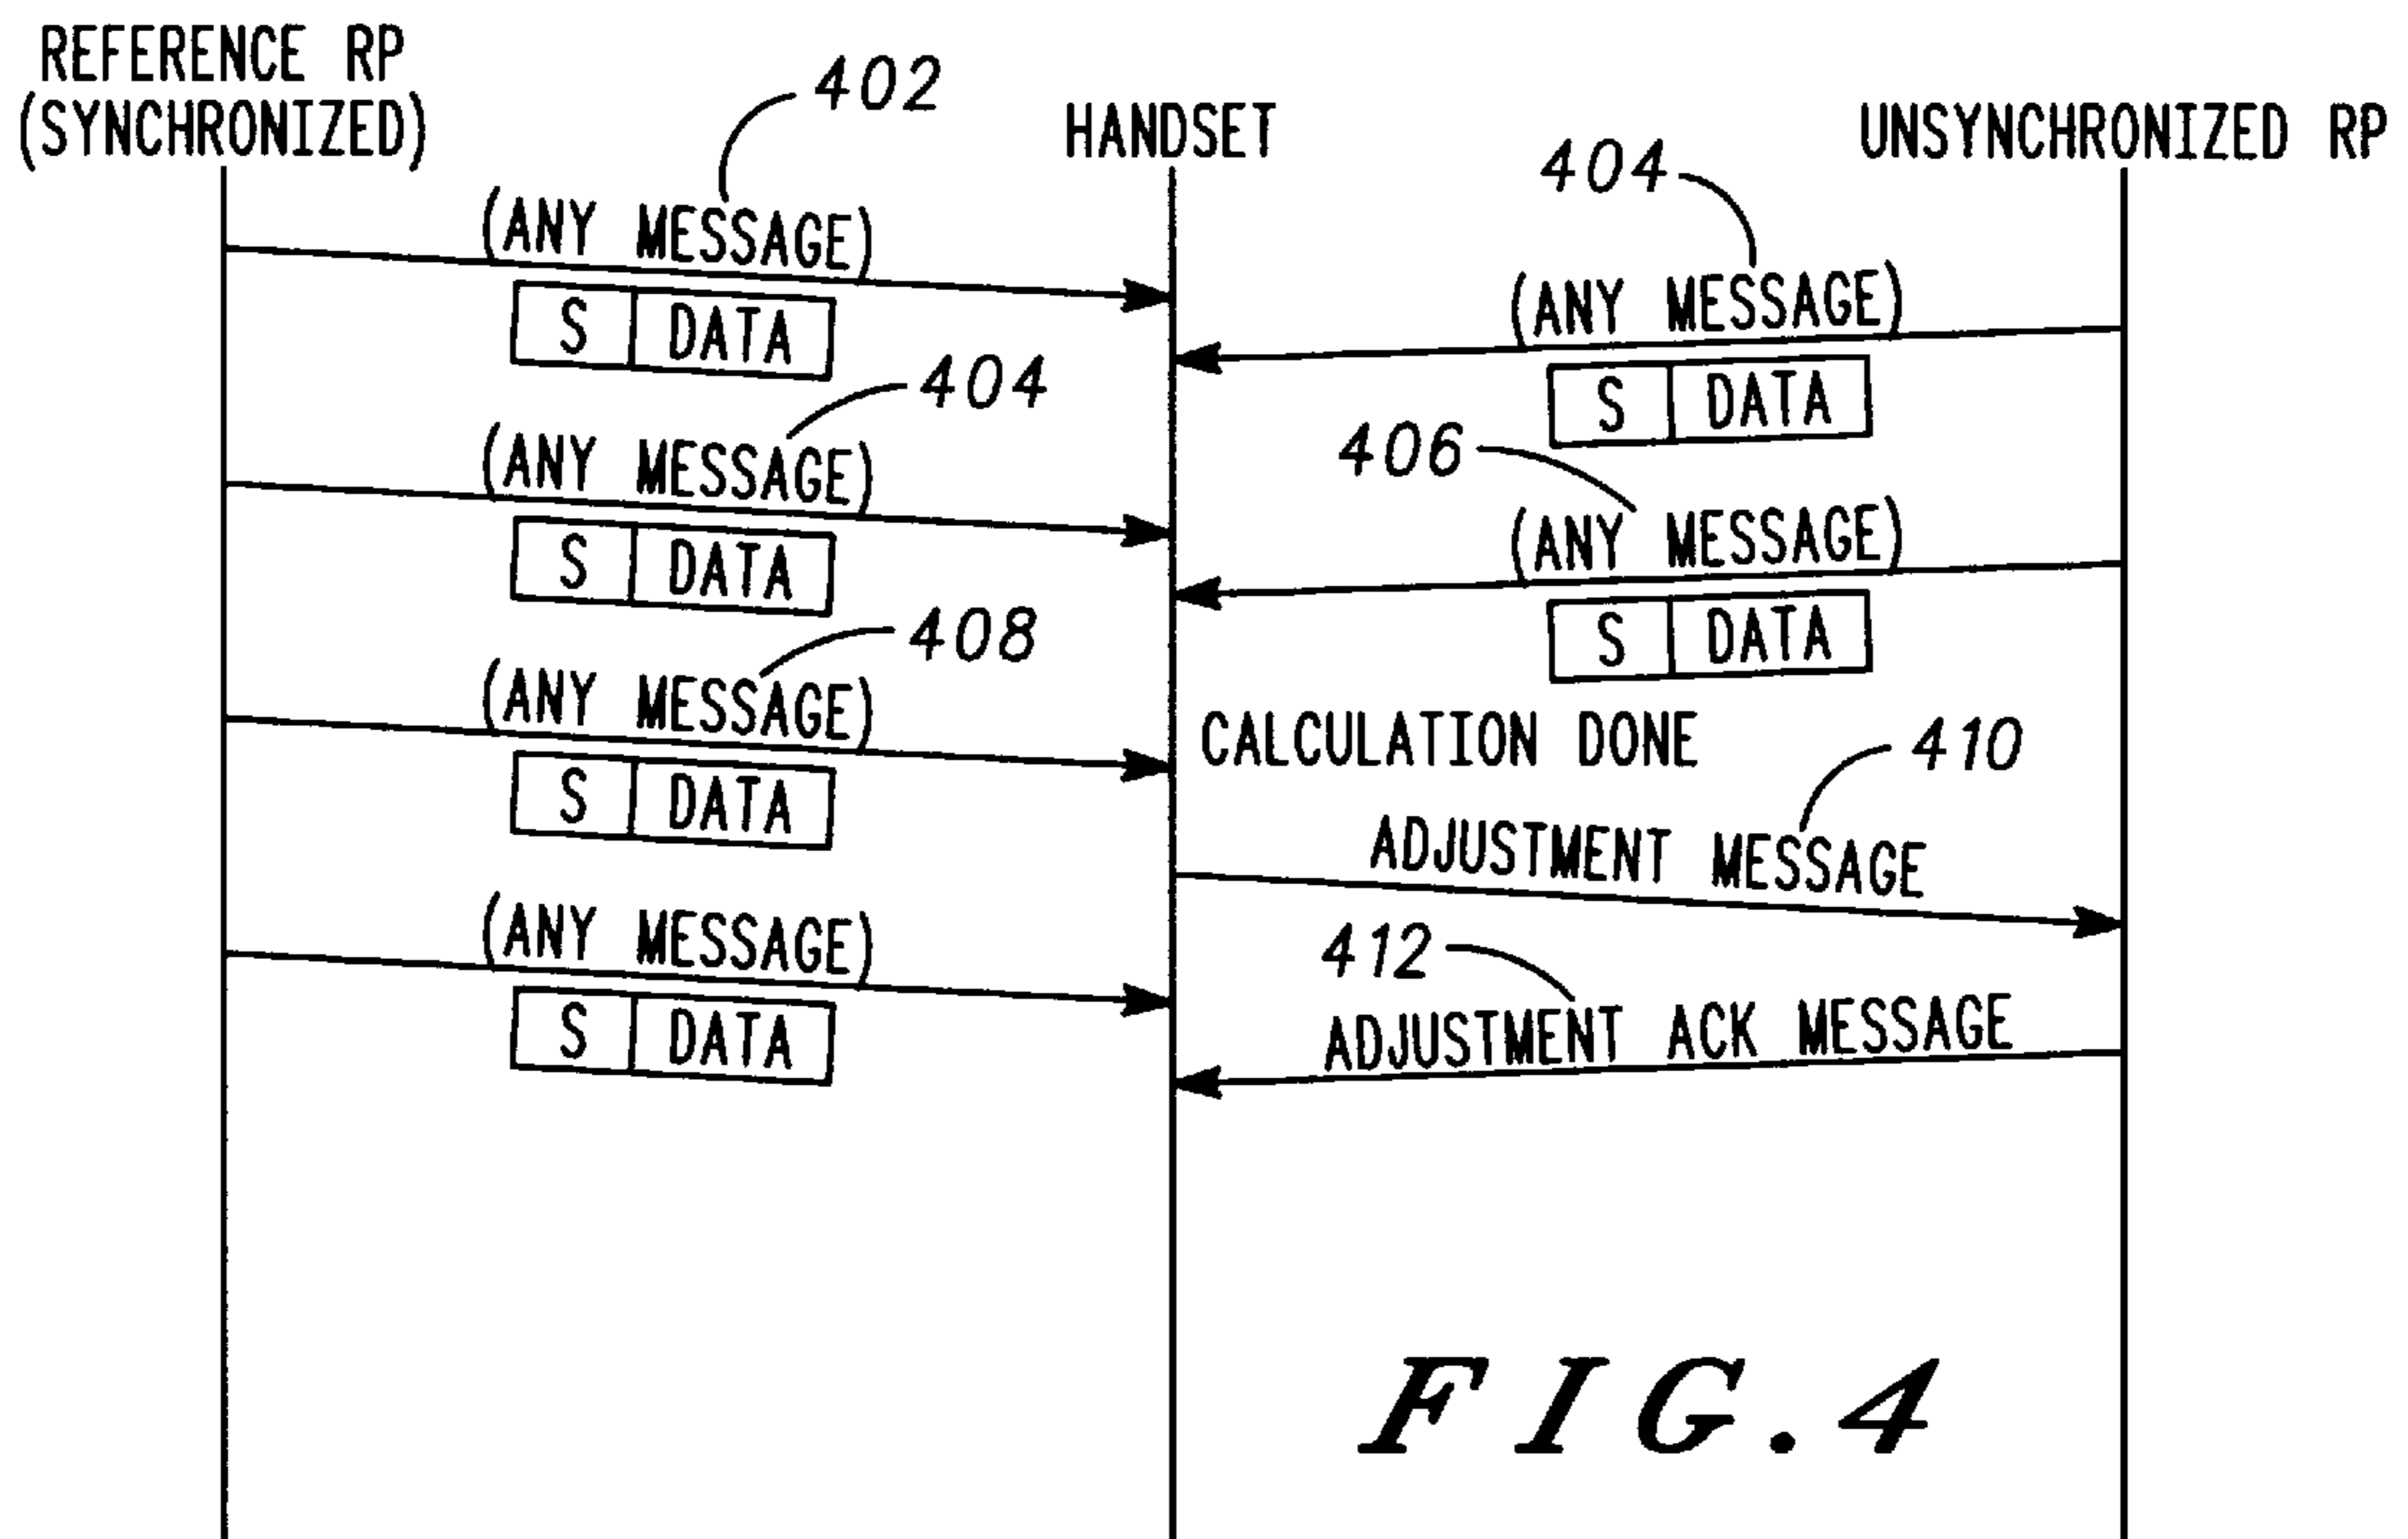 REFERENCE RP
(SYNCHRONIZED)
HANDSET
UNSYNCHRONIZED RP
402
(ANY MESSAGE)
S DATA
404
(ANY MESSAGE)
S DATA
404
(ANY MESSAGE)
S DATA
406
(ANY MESSAGE)
S DATA
408
(ANY MESSAGE)
S DATA
CALCULATION DONE
410
ADJUSTMENT MESSAGE
(ANY MESSAGE)
S DATA
412
ADJUSTMENT ACK MESSAGE
FIG. 4